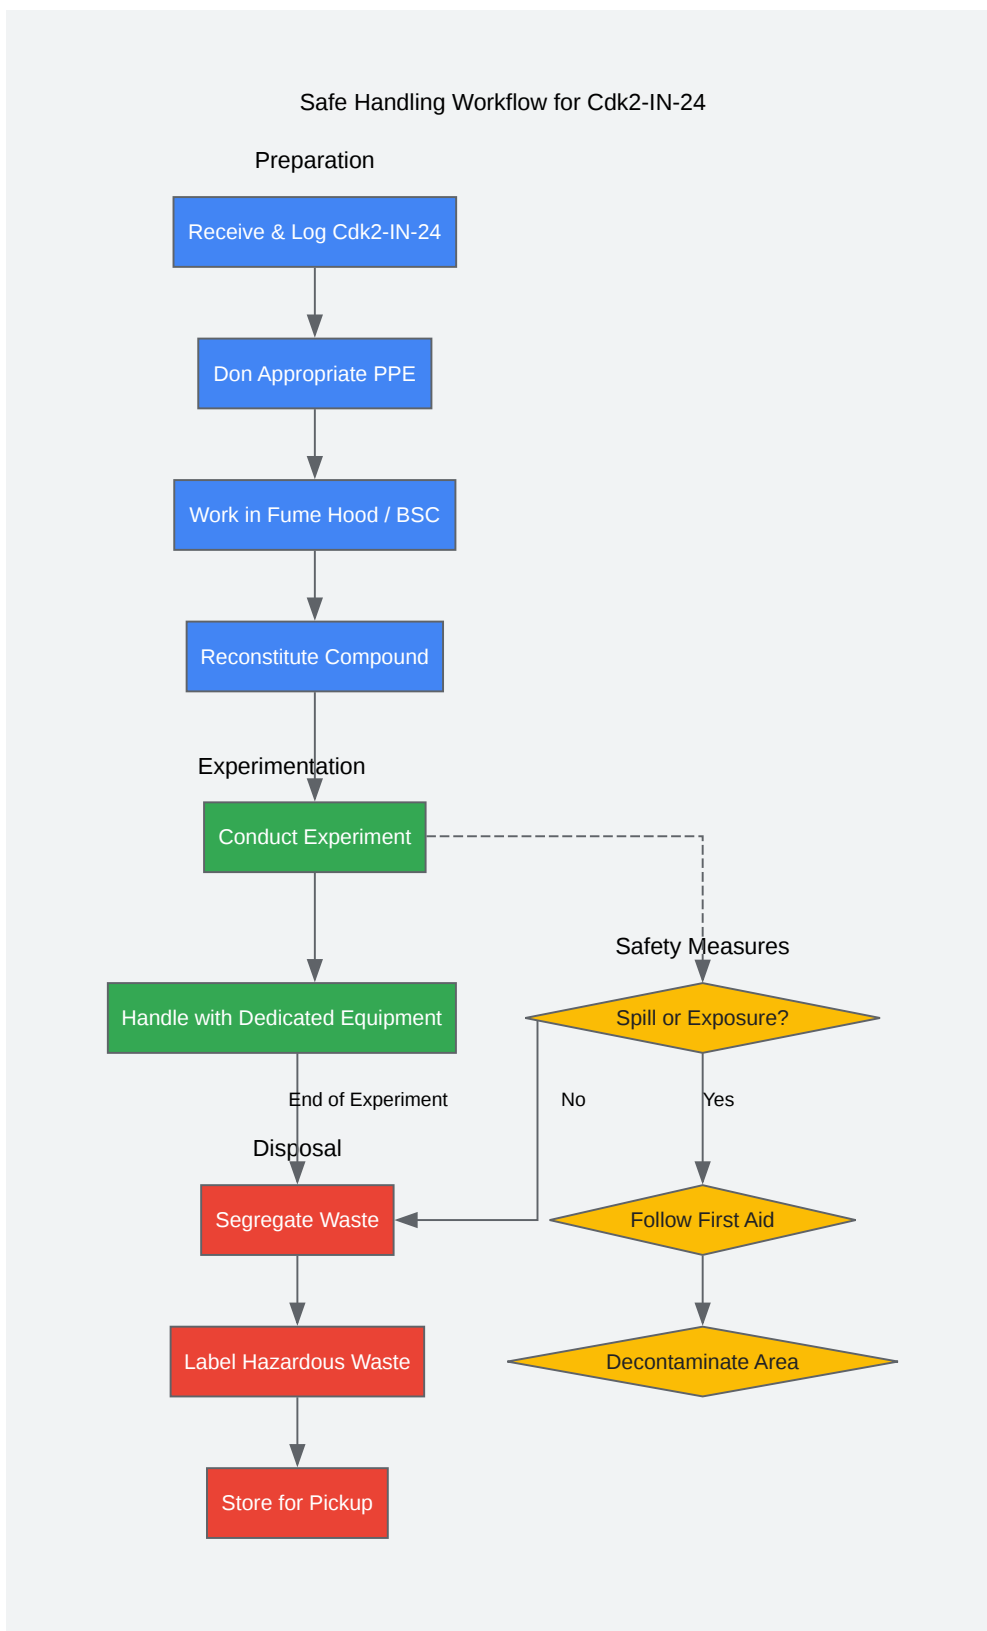 Safe Handling Workflow for Cdk2-IN-24
Preparation
Receive & Log Cdk2-IN-24
Don Appropriate PPE
Work in Fume Hood / BSC
Reconstitute Compound
Experimentation
Conduct Experiment
Safety Measures
Handle with Dedicated Equipment
Spill or Exposure?
End of Experiment
No
Yes
Disposal
Segregate Waste
Follow First Aid
Label Hazardous Waste
Decontaminate Area
Store for Pickup